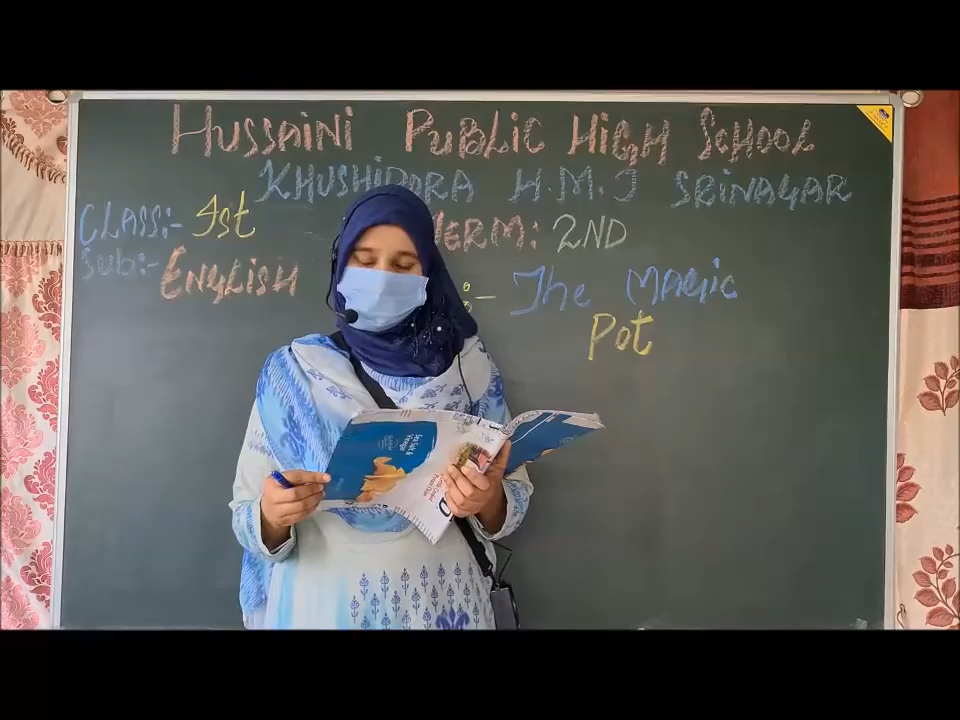 HUSSAINI PUBLIC HIGH SCHOOL
KHUSHIPORA H.M.J SRINAGAR
CLASS:- 1st TERM: 2ND
Sub:- ENGLISH :- The MAGIC
Pot